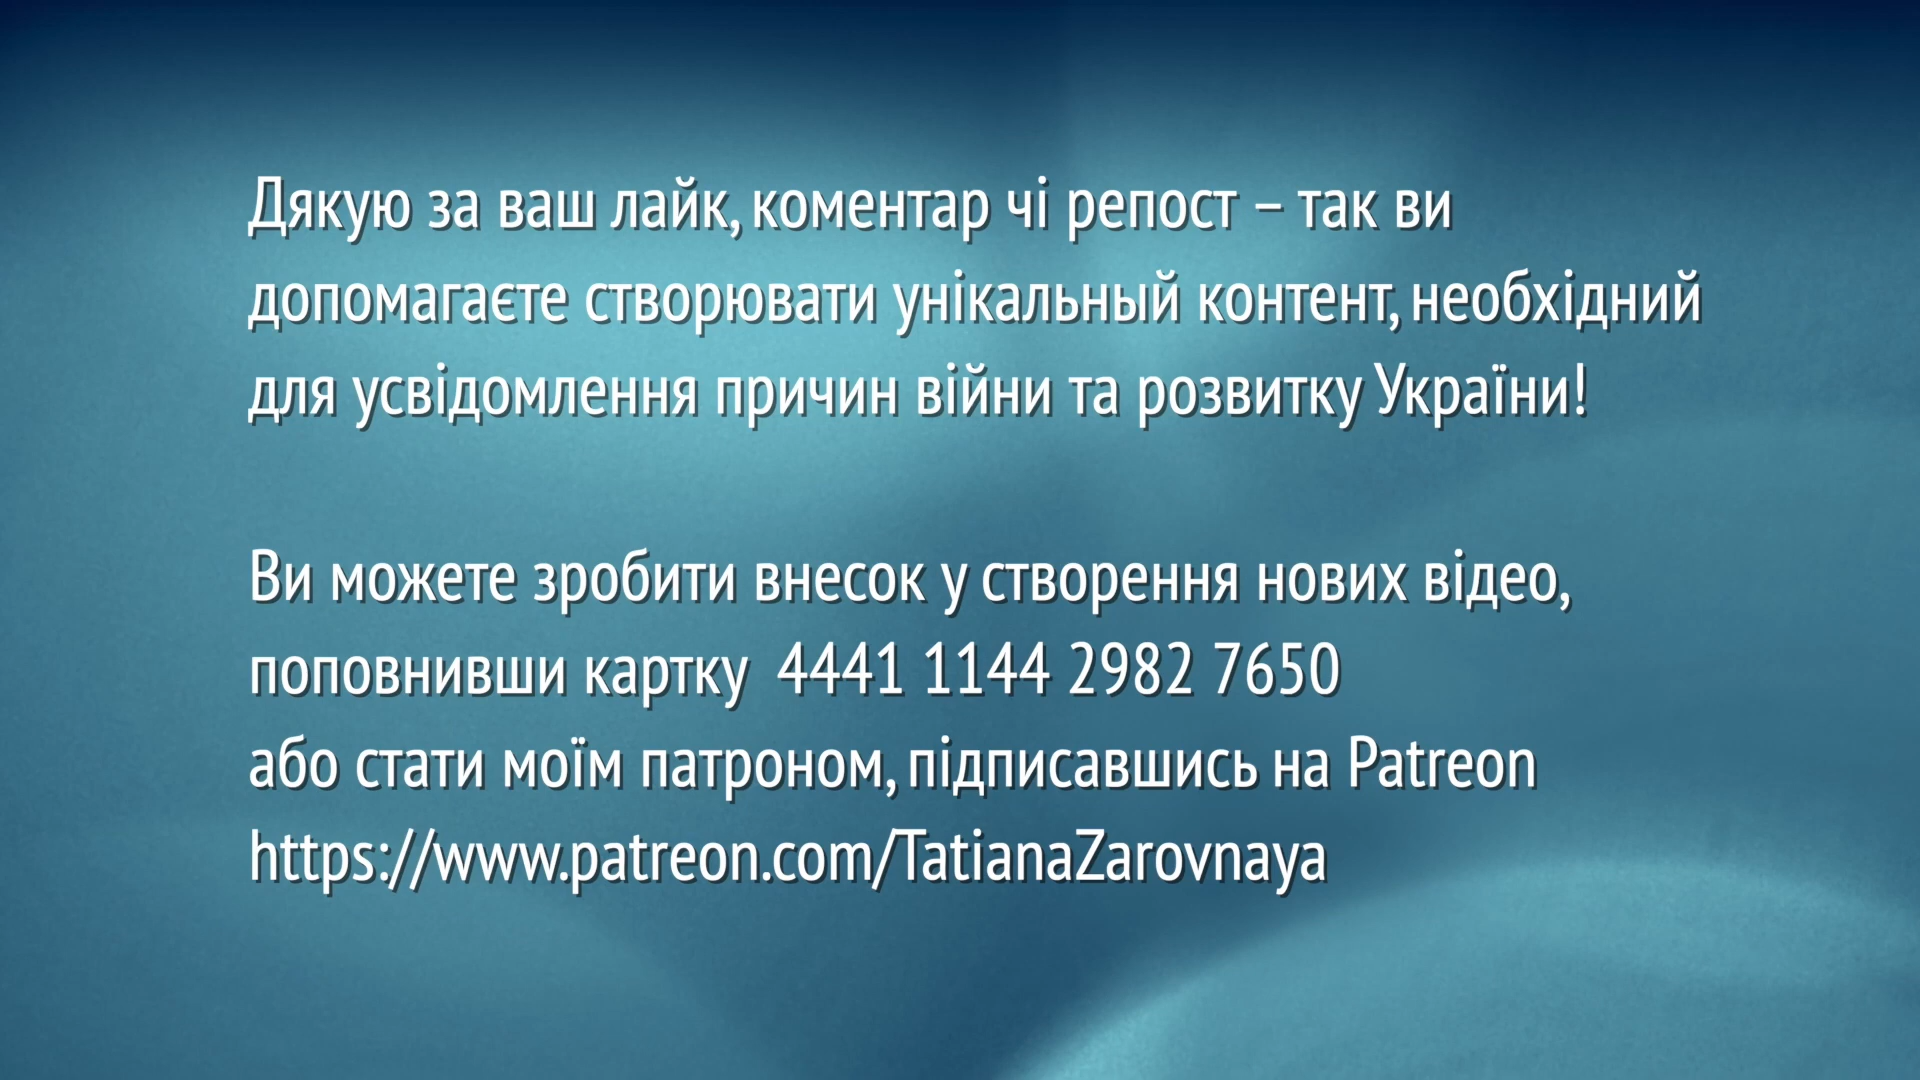 Дякую за ваш лайк, коментар чі репост – так ви
допомагаєте створювати унікальный контент, необхідний
для усвідомлення причин війни та розвитку України!
Ви можете зробити внесок у створення нових відео,
поповнивши картку 4441 1144 2982 7650
або стати моїм патроном, підписавшись на Patreon
https://www.patreon.com/TatianaZarovnaya